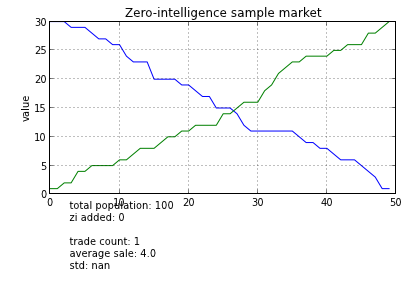 Zero-intelligence sample market
30
25
20
15
10
5
0
value
0 10 20 30 40 50
total population: 100
zi added: 0
trade count: 1
average sale: 4.0
std: nan